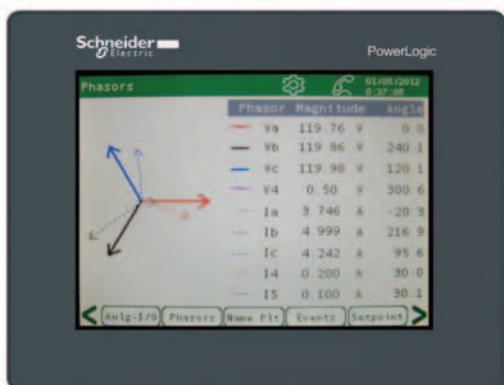 Schneider
Electric
PowerLogic
Phasors
01/05/2012
Phasor Magnitude Angle
Va 119.76 V 0.0
Vb 119.86 V 240.1
Vc 119.98 V 120.1
V4 0.50 V 300.6
Ia 3.746 A -20.3
Ib 4.999 A 216.9
Ic 4.242 A 95.6
I4 0.200 A 30.0
I5 0.100 A 30.1
< Anlg-I/O Phasors Name Plt Events Setpoint >